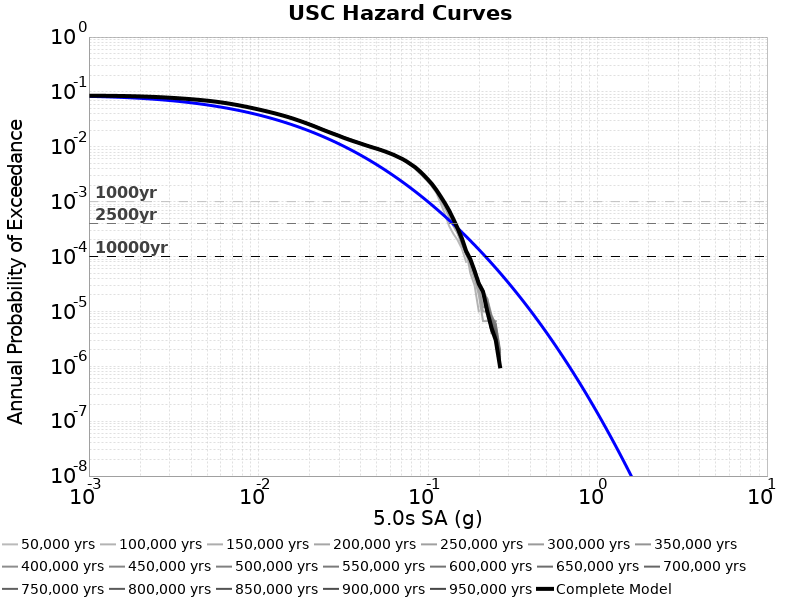 USC Hazard Curves
Annual Probability of Exceedance
10^0
10^-1
10^-2
10^-3
10^-4
10^-5
10^-6
10^-7
10^-8
1000yr
2500yr
10000yr
10^-3 10^-2 10^-1 10^0 10^1
5.0s SA (g)
50,000 yrs 100,000 yrs 150,000 yrs 200,000 yrs 250,000 yrs 300,000 yrs 350,000 yrs
400,000 yrs 450,000 yrs 500,000 yrs 550,000 yrs 600,000 yrs 650,000 yrs 700,000 yrs
750,000 yrs 800,000 yrs 850,000 yrs 900,000 yrs 950,000 yrs Complete Model